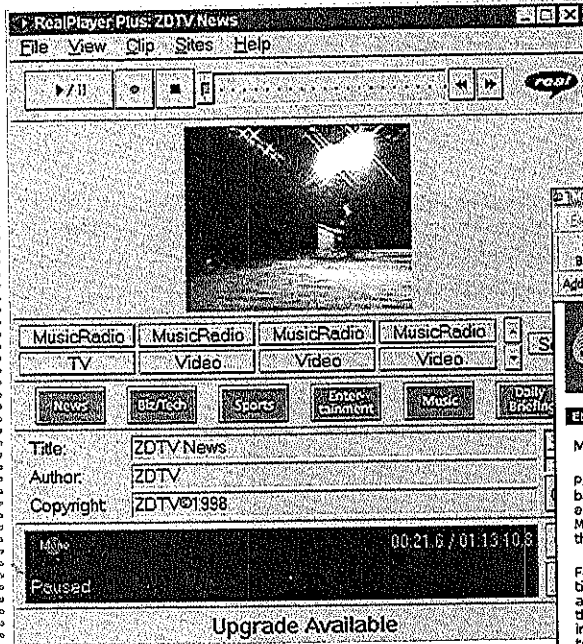 RealPlayer Plus: ZDTV News
File View Clip Sites Help
real
MusicRadio MusicRadio MusicRadio MusicRadio
TV Video Video Video
News Biz/Tech Sports Enter-tainment Music Daily Briefing
Title: ZDTV News
Author: ZDTV
Copyright: ZDTV©1998
Mono 00:21.6 / 01:13:10.8
Paused
Upgrade Available